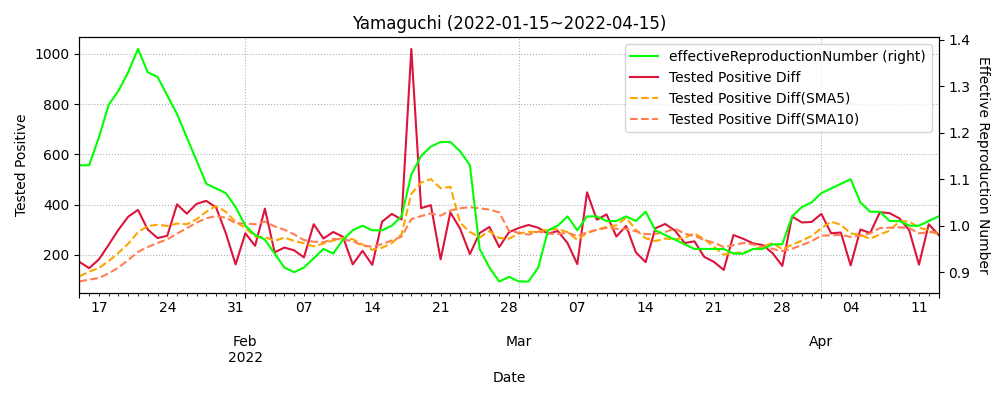 Yamaguchi (2022-01-15~2022-04-15)
effectiveReproductionNumber (right)
Tested Positive Diff
Tested Positive Diff(SMA5)
Tested Positive Diff(SMA10)
Tested Positive
1000
800
600
400
200
1.4
1.3
1.2
1.1
1.0
0.9
Effective Reproduction Number
17 24 31 07 14 21 28 07 14 21 28 04 11
Feb Mar Apr
2022
Date